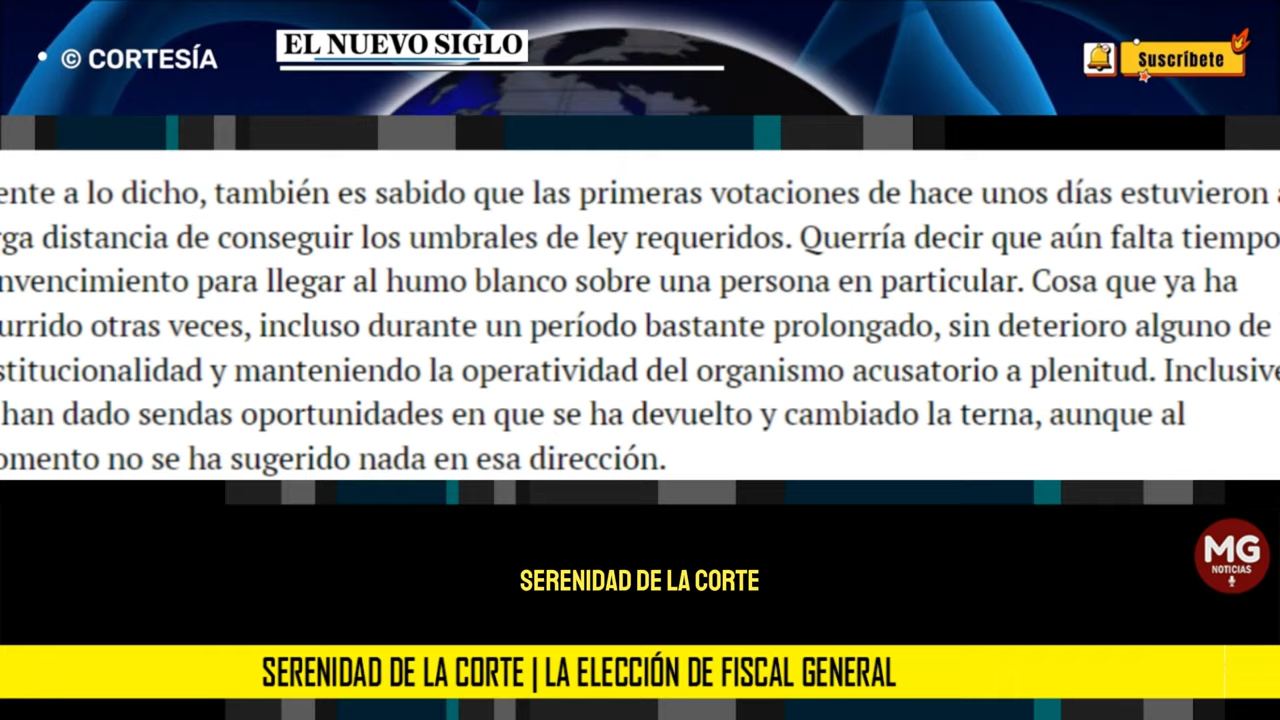 • © CORTESÍA
EL NUEVO SIGLO
Suscríbete
ente a lo dicho, también es sabido que las primeras votaciones de hace unos días estuvieron a
rga distancia de conseguir los umbrales de ley requeridos. Querría decir que aún falta tiempo
nvencimiento para llegar al humo blanco sobre una persona en particular. Cosa que ya ha
urrido otras veces, incluso durante un período bastante prolongado, sin deterioro alguno de
stitucionalidad y manteniendo la operatividad del organismo acusatorio a plenitud. Inclusive
han dado sendas oportunidades en que se ha devuelto y cambiado la terna, aunque al
omento no se ha sugerido nada en esa dirección.
MG
NOTICIAS
SERENIDAD DE LA CORTE
SERENIDAD DE LA CORTE | LA ELECCIÓN DE FISCAL GENERAL